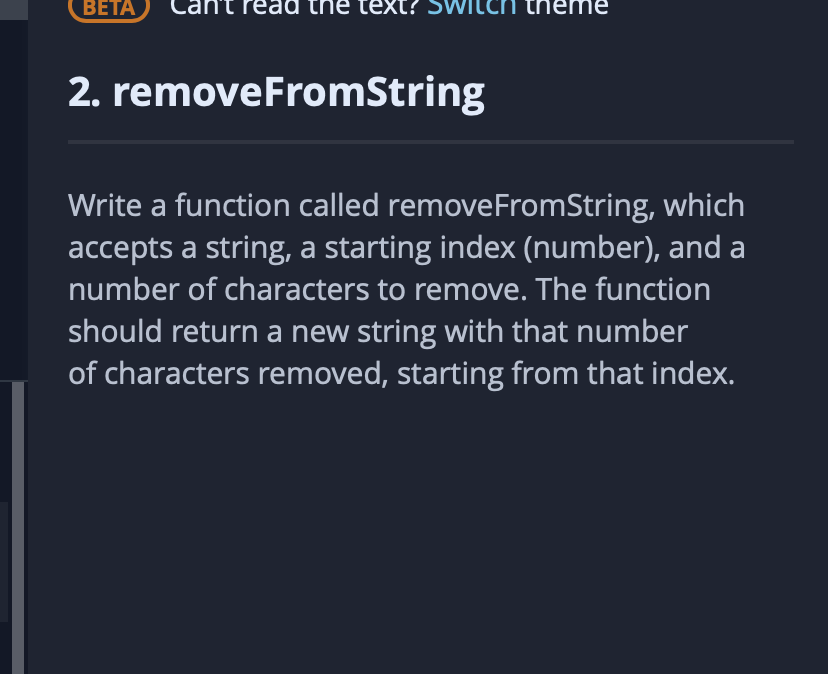 BETA Can't read the text? Switch theme
2. removeFromString
Write a function called removeFromString, which
accepts a string, a starting index (number), and a
number of characters to remove. The function
should return a new string with that number
of characters removed, starting from that index.